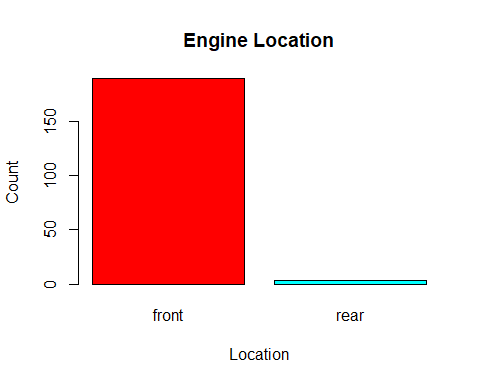 Engine Location
Count
150
100
50
0
front
rear
Location